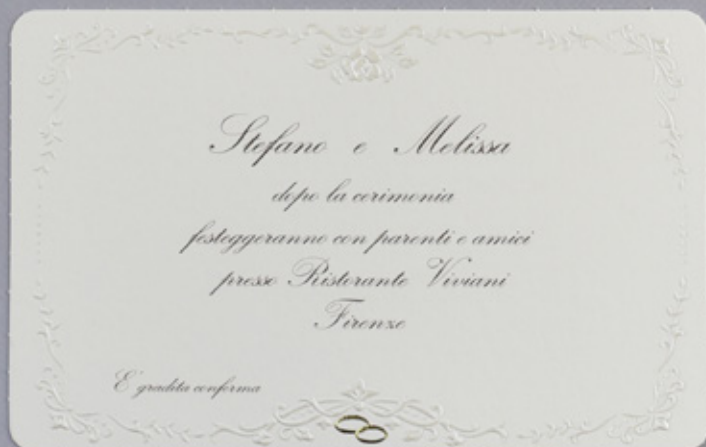 Stefano e Melissa
dopo la cerimonia
festeggeranno con parenti e amici
presso Ristorante Viviani
Firenze
E' gradita conferma